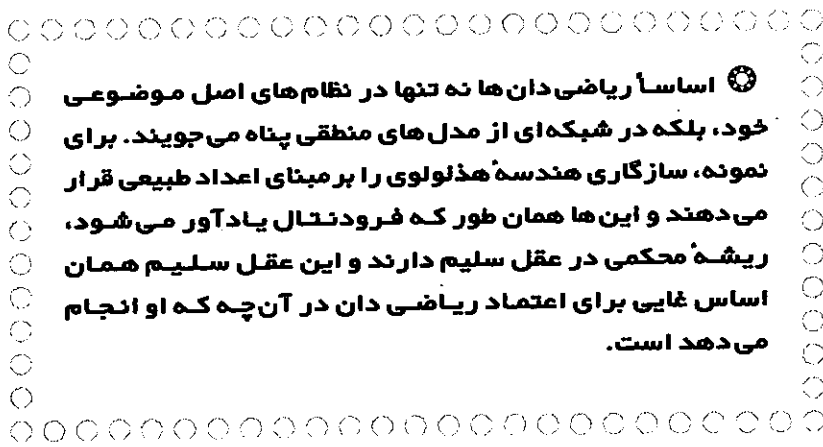 اساساً ریاضی‌دان‌ها نه تنها در نظام‌های اصل موضوعی
خود، بلکه در شبکه‌ای از مدل‌های منطقی پناه می‌جویند. برای
نمونه، سازگاری هندسهٔ هذلولوی را بر مبنای اعداد طبیعی قرار
می‌دهند و این‌ها همان طور که فرودنتال یادآور می‌شود،
ریشهٔ محکمی در عقل سلیم دارند و این عقل سلیم همان
اساس غایی برای اعتماد ریاضی دان در آن‌چه که او انجام
می‌دهد است.